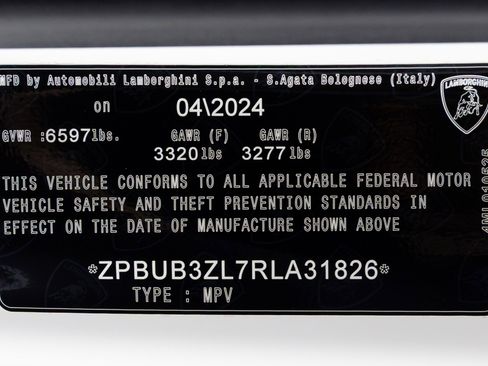 MFD by Automobili Lamborghini S.p.a. - S.Agata Bolognese (Italy)
on 04\2024
GVWR :6597lbs. GAWR (F) GAWR (R)
3320lbs 3277lbs
THIS VEHICLE CONFORMS TO ALL APPLICABLE FEDERAL MOTOR
VEHICLE SAFETY AND THEFT PREVENTION STANDARDS IN
EFFECT ON THE DATE OF MANUFACTURE SHOWN ABOVE
*ZPBUB3ZL7RLA31826*
TYPE : MPV
LAMBORGHINI